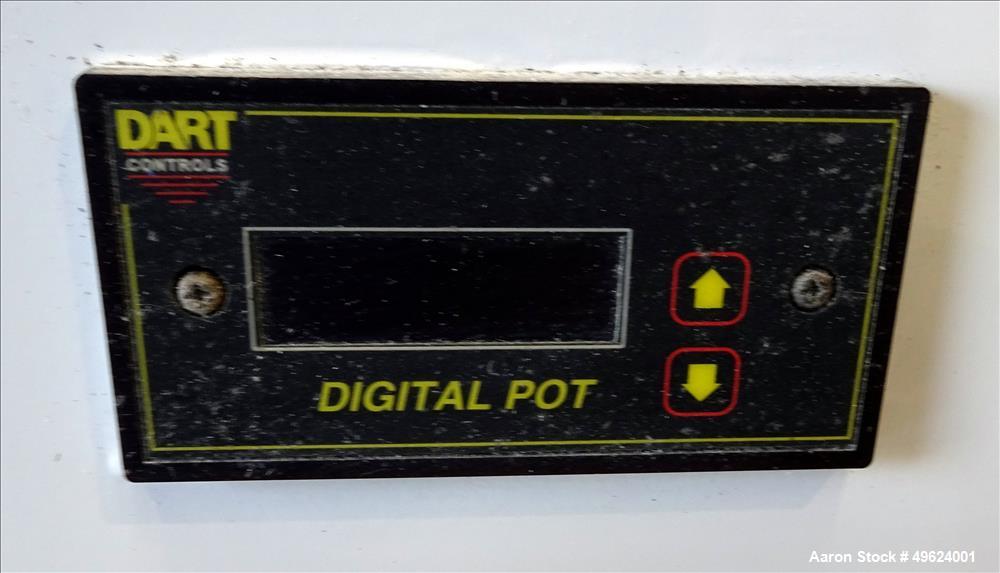 DART
CONTROLS
DIGITAL POT
Aaron Stock # 49624001